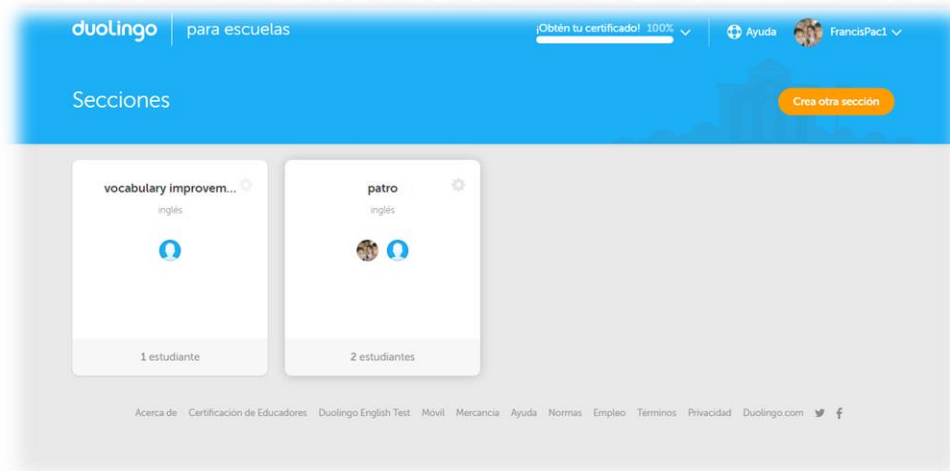 duolingo para escuelas ¡Obtén tu certificado! 100% Ayuda FrancisPac1
Secciones Crea otra sección
vocabulary improvem...
inglés
1 estudiante
patro
inglés
2 estudiantes
Acerca de Certificación de Educadores Duolingo English Test Móvil Mercancía Ayuda Normas Empleo Términos Privacidad Duolingo.com